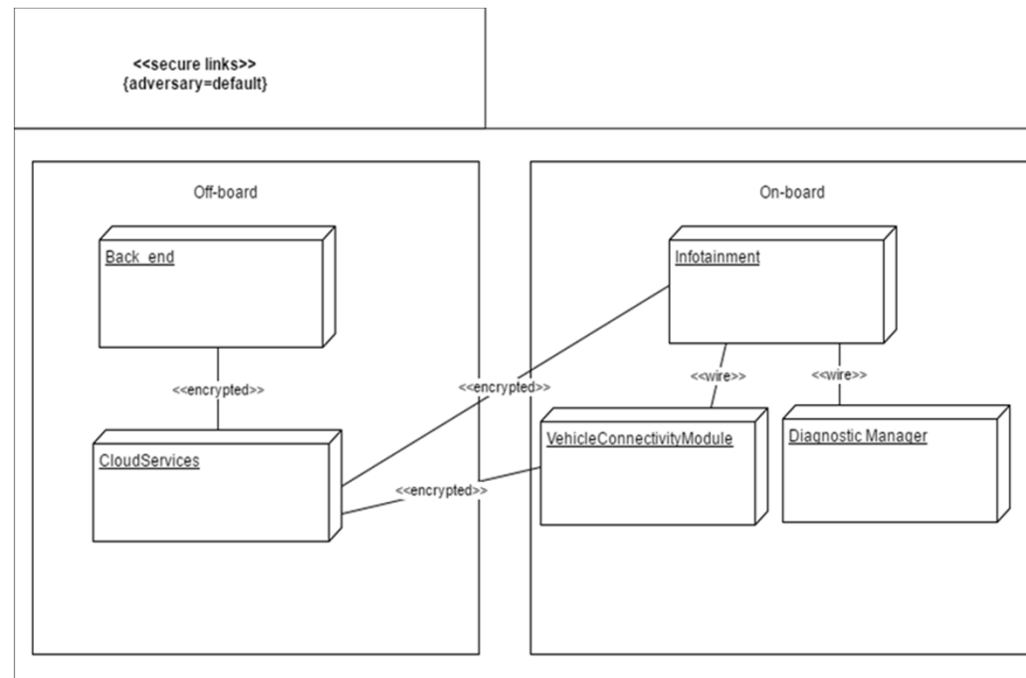 <<secure links>>
{adversary=default}
Off-board
On-board
Back_end
Infotainment
<<encrypted>>
<<encrypted>>
<<wire>>
<<wire>>
CloudServices
VehicleConnectivityModule
Diagnostic Manager
<<encrypted>>